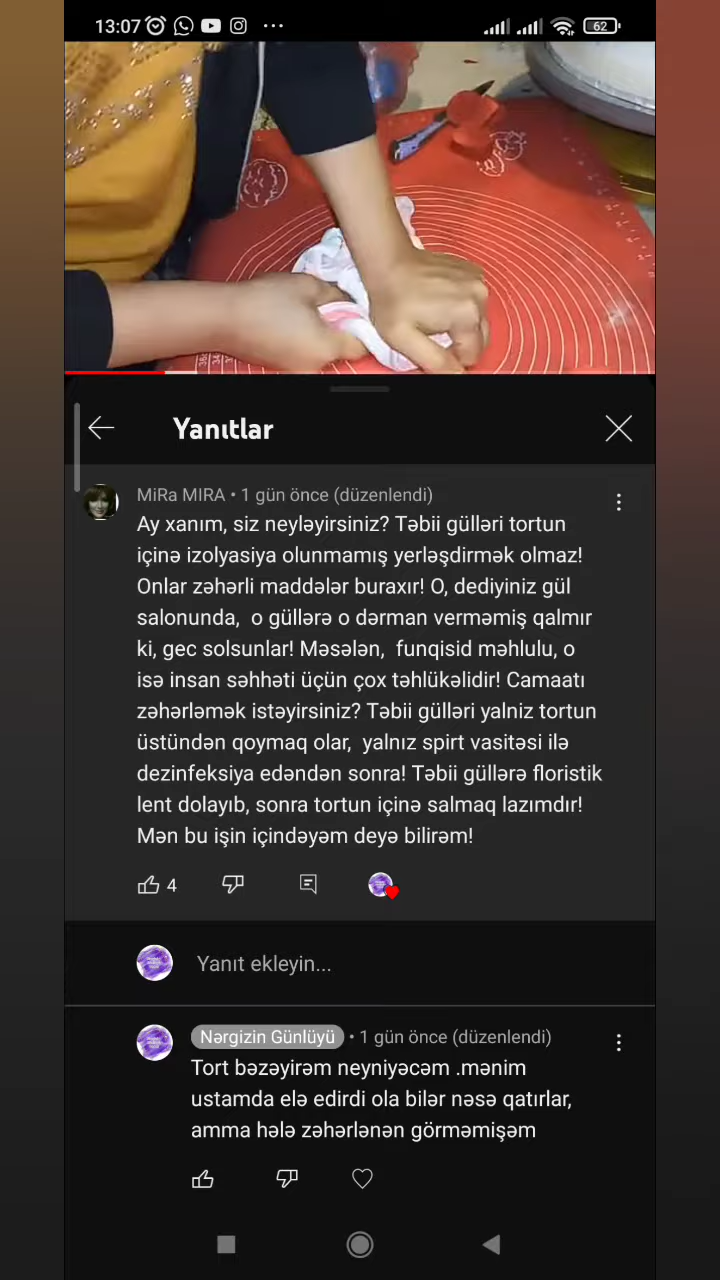 13:07
62
Yanıtlar
MiRa MIRA • 1 gün önce (düzenlendi)
Ay xanım, siz neyləyirsiniz? Təbii gülləri tortun
içinə izolyasiya olunmamış yerləşdirmək olmaz!
Onlar zəhərli maddələr buraxır! O, dediyiniz gül
salonunda,  o güllərə o dərman verməmiş qalmır
ki, gec solsunlar! Məsələn,  funqisid məhlulu, o
isə insan səhhəti üçün çox təhlükəlidir! Camaatı
zəhərləmək istəyirsiniz? Təbii gülləri yalniz tortun
üstündən qoymaq olar,  yalnız spirt vasitəsi ilə
dezinfeksiya edəndən sonra! Təbii güllərə floristik
lent dolayıb, sonra tortun içinə salmaq lazımdır!
Mən bu işin içindəyəm deyə bilirəm!
4
Yanıt ekleyin...
Nərgizin Günlüyü • 1 gün önce (düzenlendi)
Tort bəzəyirəm neyniyəcəm .mənim
ustamda elə edirdi ola bilər nəsə qatırlar,
amma hələ zəhərlənən görməmişəm